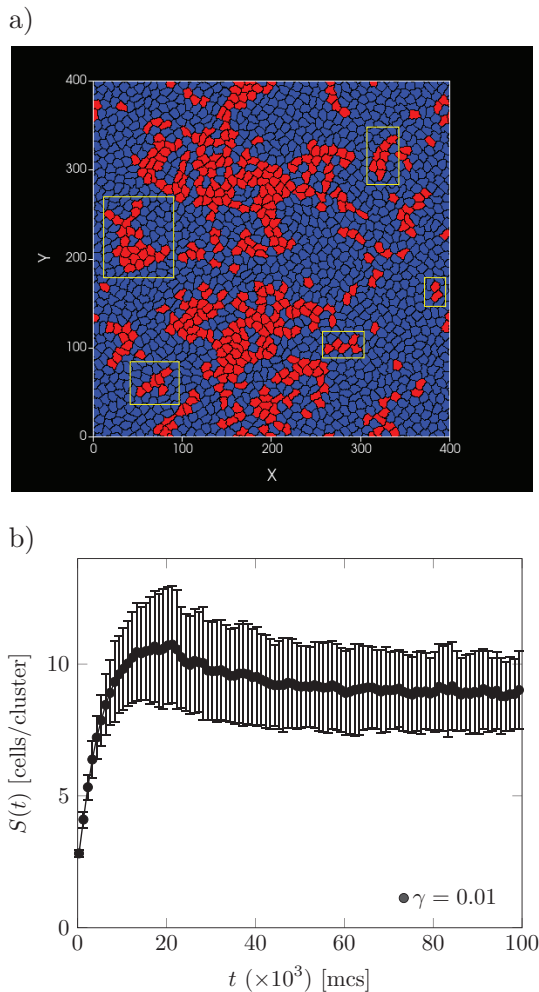 a)
400
300
200
100
0
Y
0 100 200 300 400
X
b)
10
5
0
S(t) [cells/cluster]
γ = 0.01
0 20 40 60 80 100
t (×10³) [mcs]